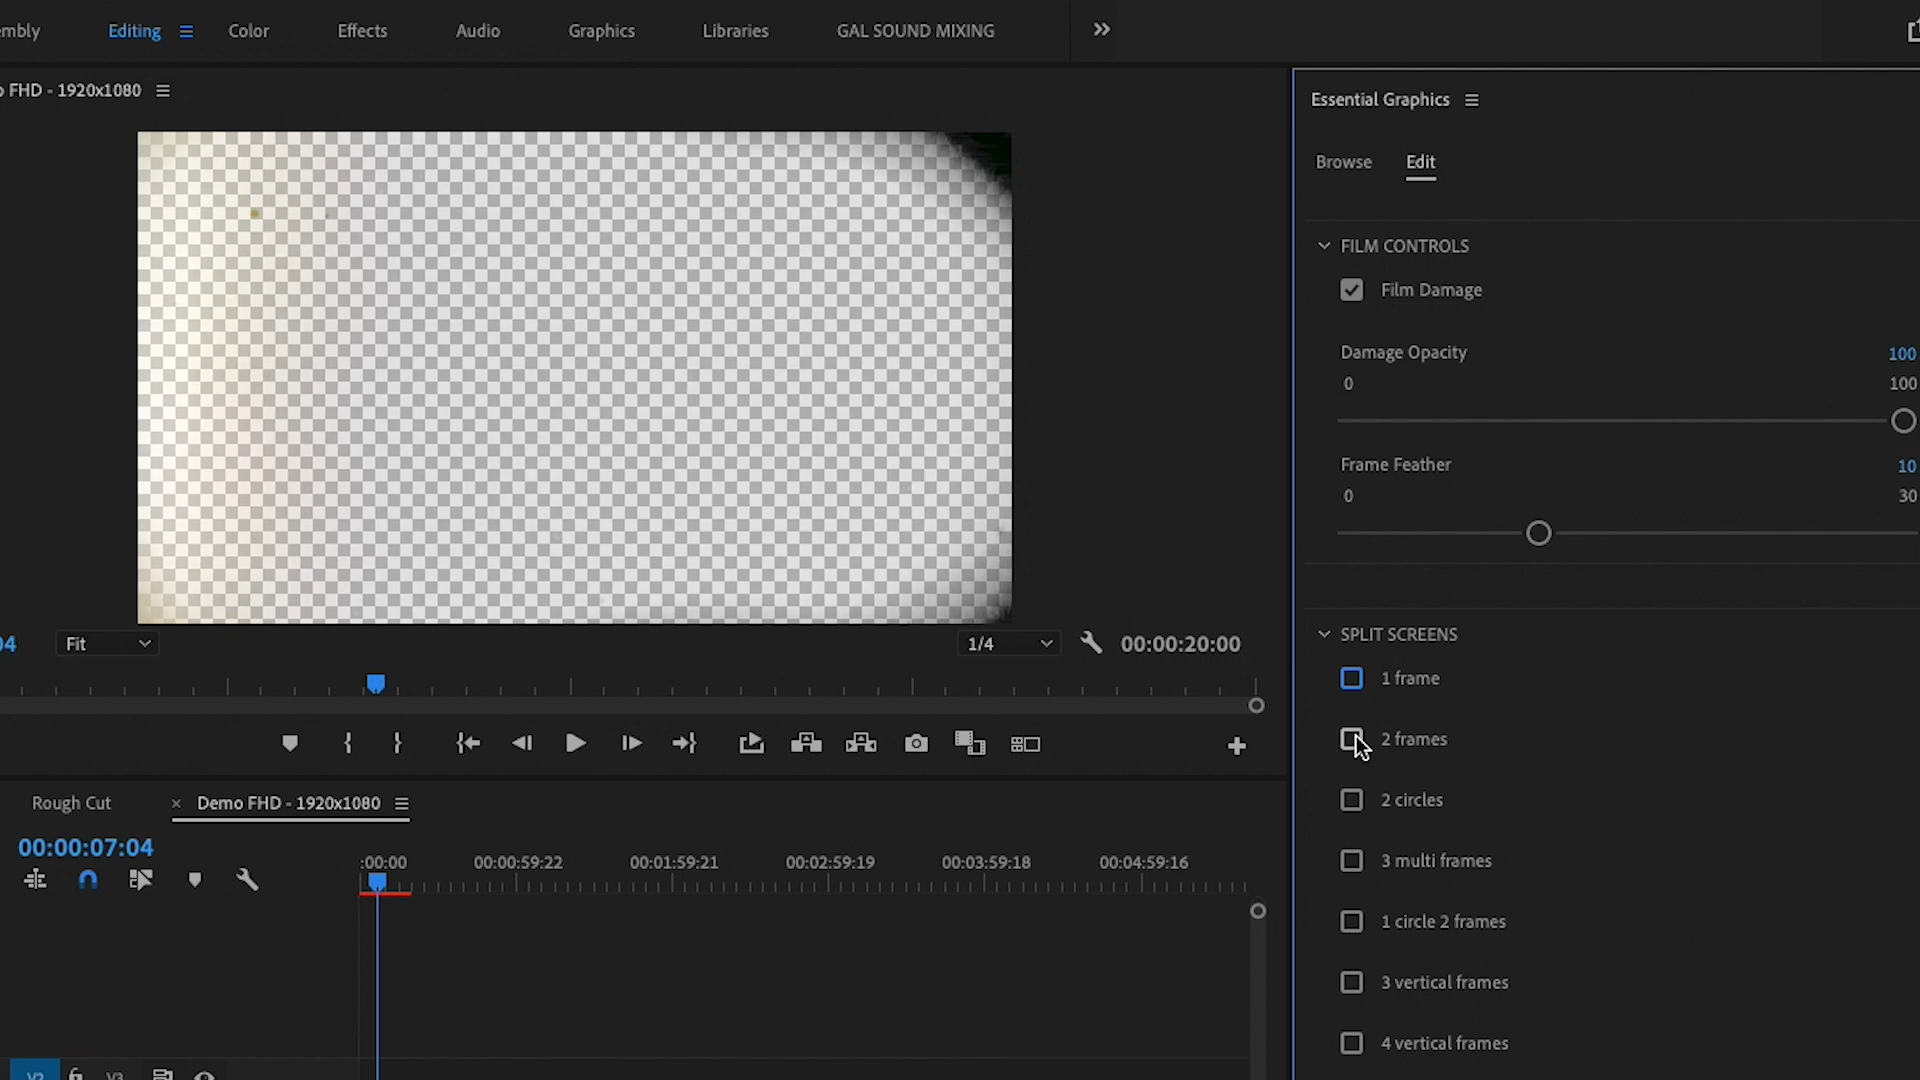 mbly Editing Color Effects Audio Graphics Libraries GAL SOUND MIXING
FHD - 1920x1080
Essential Graphics
Browse Edit
FILM CONTROLS
Film Damage
Damage Opacity 100
0 100
Frame Feather 10
0 30
04 Fit 1/4 00:00:20:00
SPLIT SCREENS
1 frame
2 frames
2 circles
3 multi frames
1 circle 2 frames
3 vertical frames
4 vertical frames
Rough Cut × Demo FHD - 1920x1080
00:00:07:04
:00:00 00:00:59:22 00:01:59:21 00:02:59:19 00:03:59:18 00:04:59:16
V2 V3